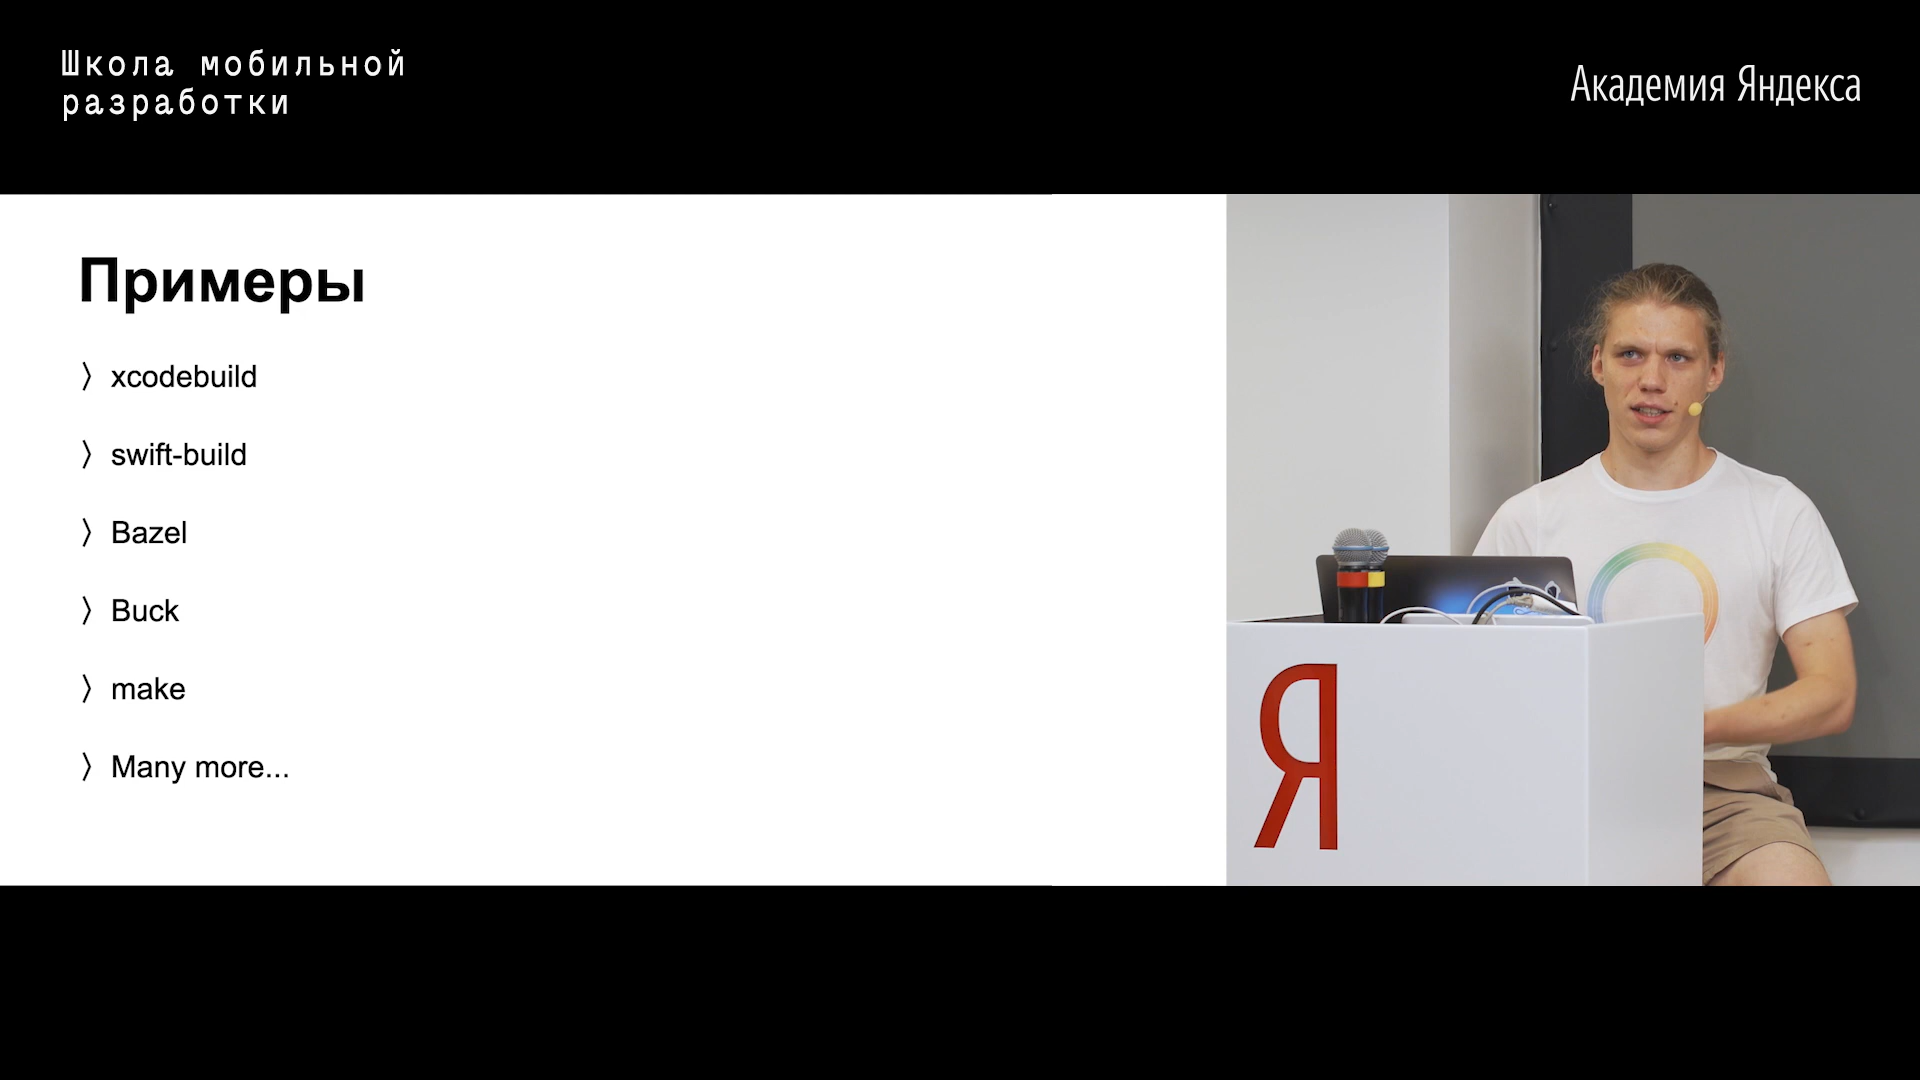 Школа мобильной
разработки
Академия Яндекса
Примеры
〉 xcodebuild
〉 swift-build
〉 Bazel
〉 Buck
〉 make
〉 Many more...
Я